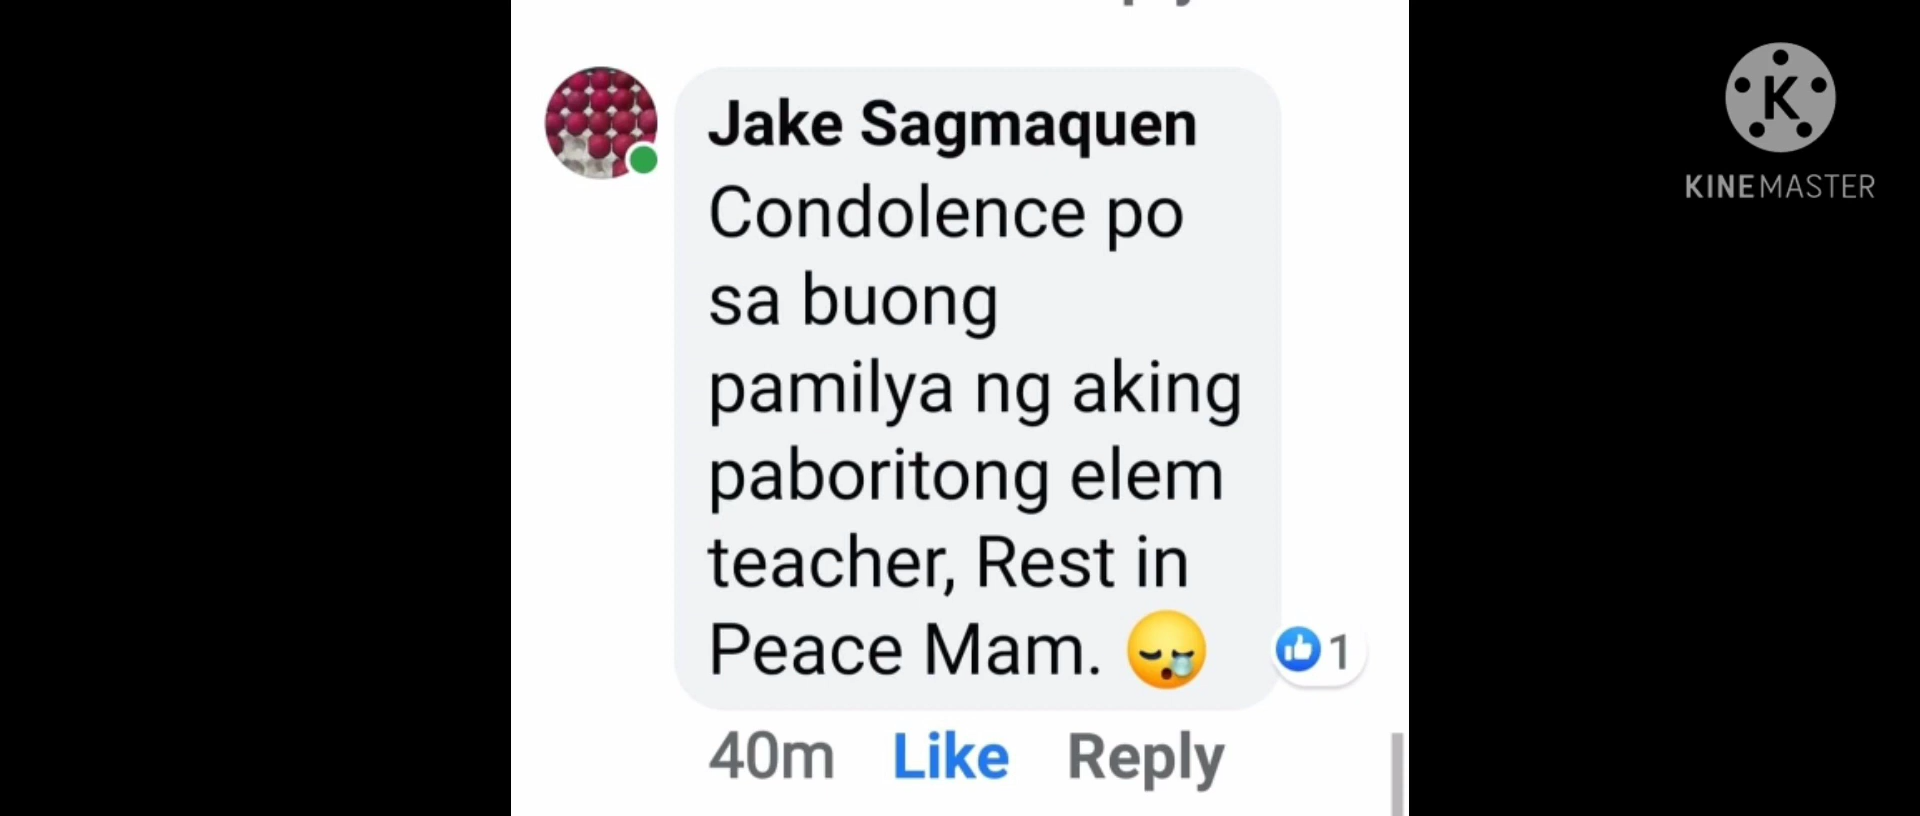 Jake Sagmaquen
Condolence po
sa buong
pamilya ng aking
paboritong elem
teacher, Rest in
Peace Mam. 😪
1
40m Like Reply
K
KINEMASTER